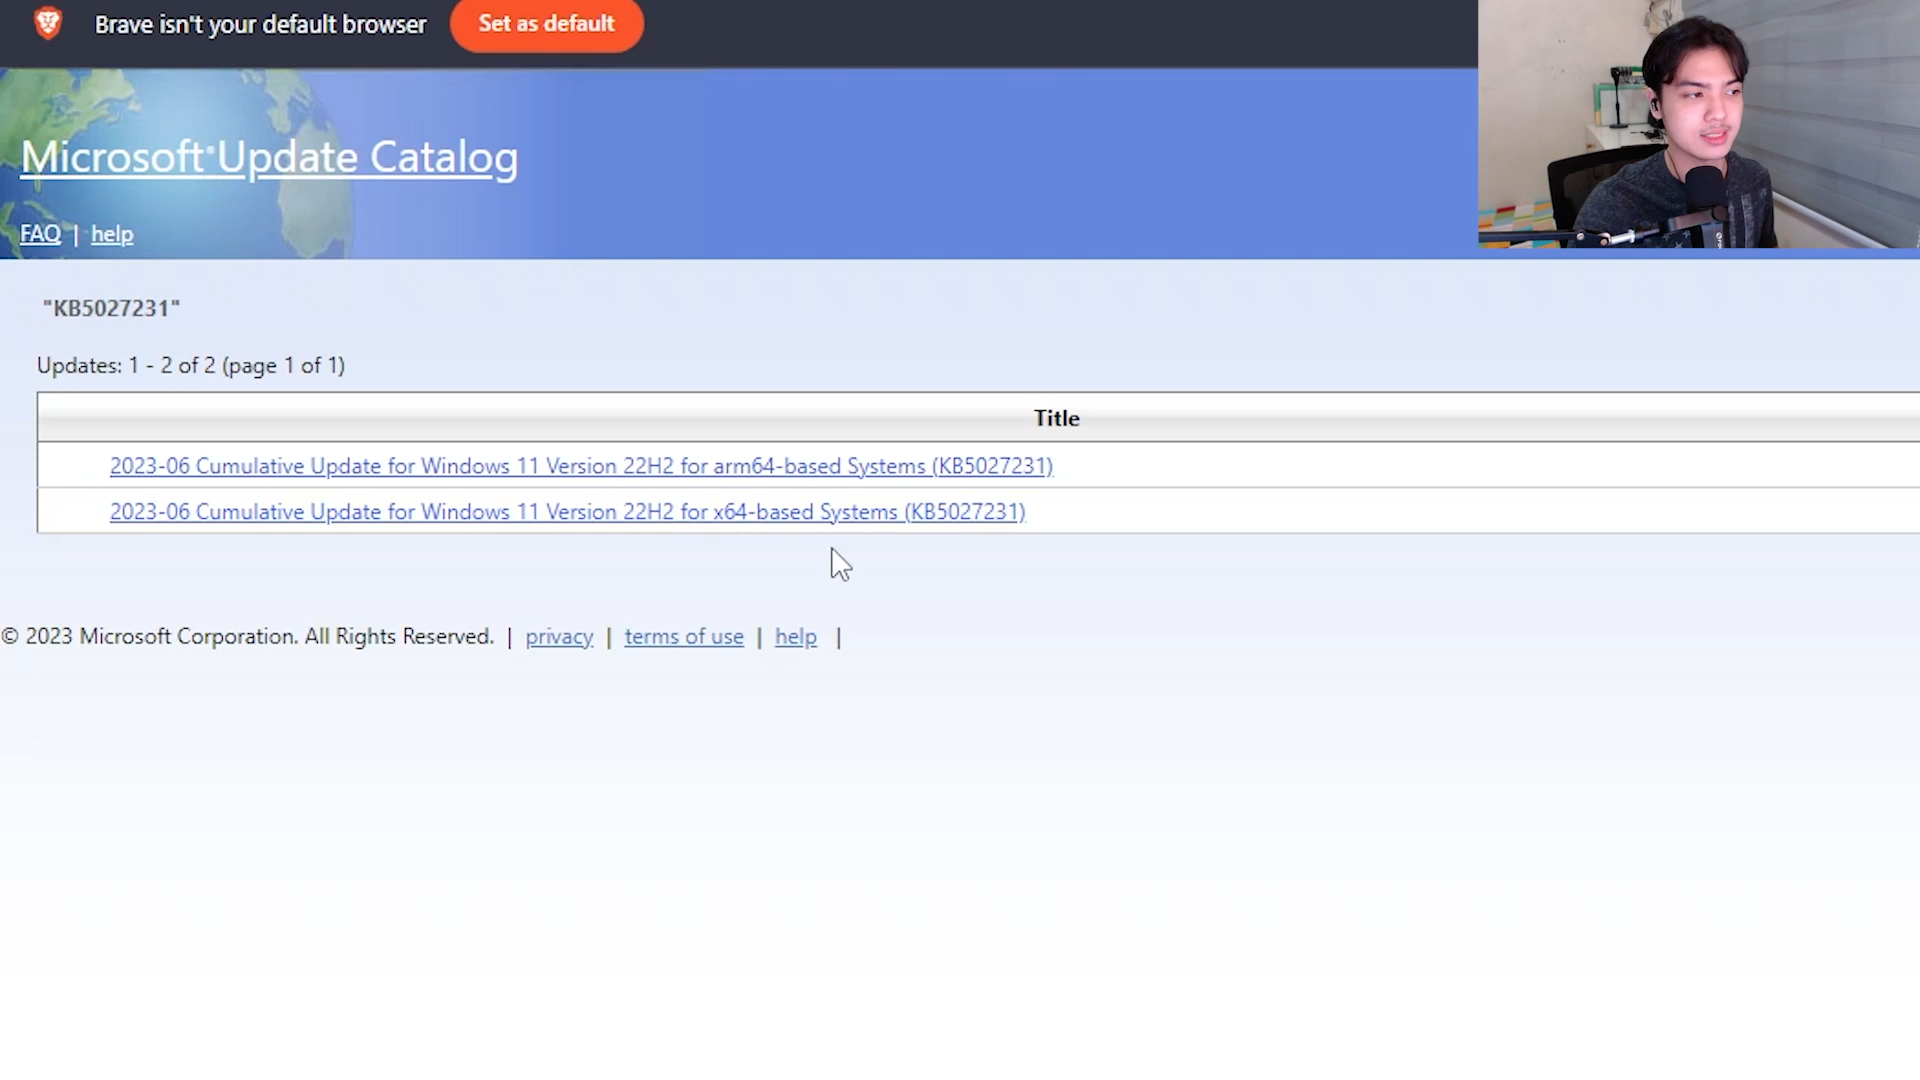 Brave isn't your default browser Set as default
Microsoft®Update Catalog
FAQ | help
"KB5027231"
Updates: 1 - 2 of 2 (page 1 of 1)
Title
2023-06 Cumulative Update for Windows 11 Version 22H2 for arm64-based Systems (KB5027231)
2023-06 Cumulative Update for Windows 11 Version 22H2 for x64-based Systems (KB5027231)
© 2023 Microsoft Corporation. All Rights Reserved. | privacy | terms of use | help |